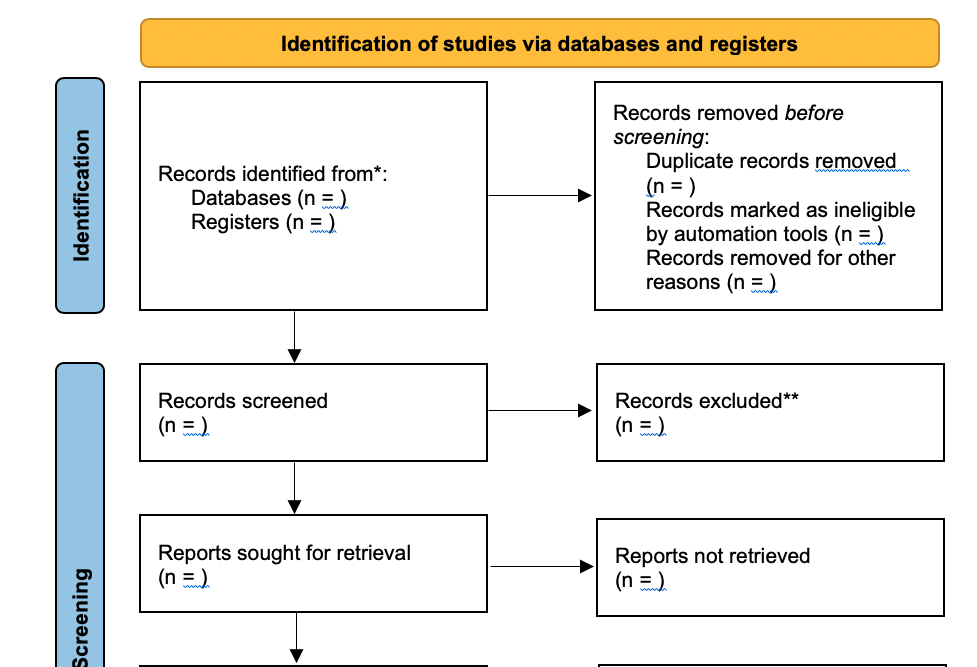 Identification of studies via databases and registers
Identification
Records identified from*:
Databases (n = )
Registers (n = )
Records removed before
screening:
Duplicate records removed
(n = )
Records marked as ineligible
by automation tools (n = )
Records removed for other
reasons (n = )
Screening
Records screened
(n = )
Records excluded**
(n = )
Reports sought for retrieval
(n = )
Reports not retrieved
(n = )